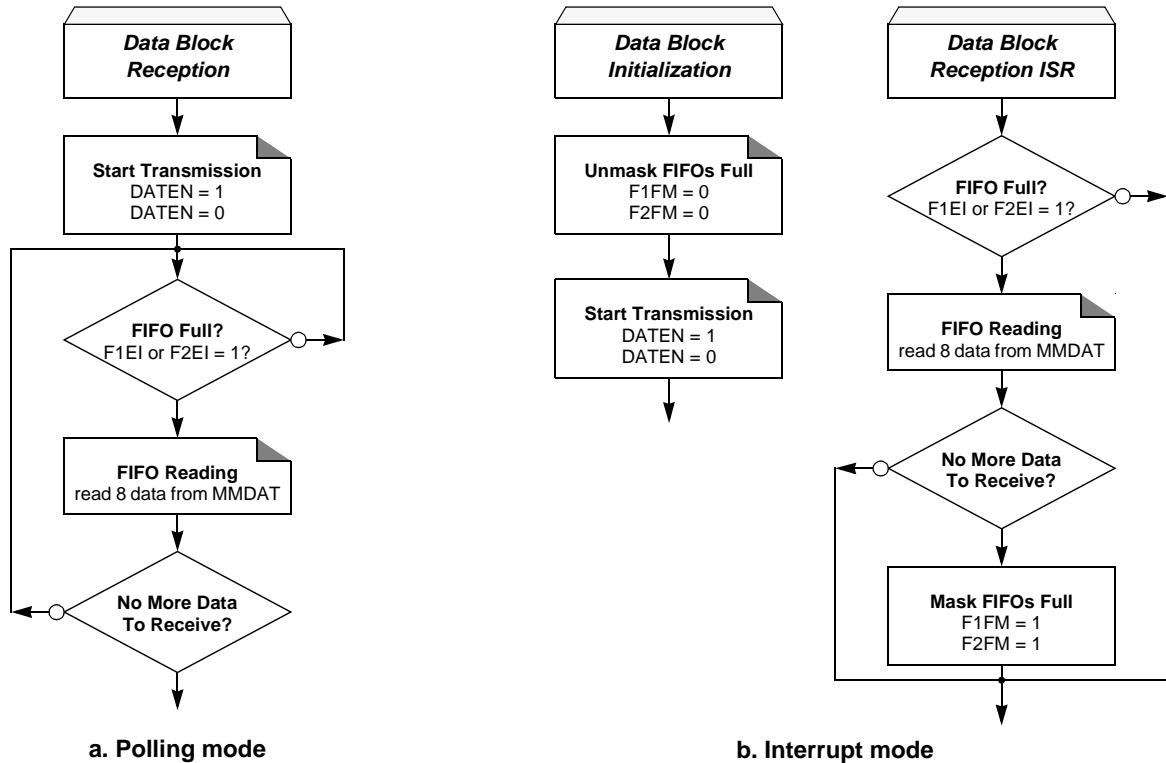 Data Block
Reception
Start Transmission
DATEN = 1
DATEN = 0
FIFO Full?
F1EI or F2EI = 1?
FIFO Reading
read 8 data from MMDAT
No More Data
To Receive?
a. Polling mode
Data Block
Initialization
Unmask FIFOs Full
F1FM = 0
F2FM = 0
Start Transmission
DATEN = 1
DATEN = 0
Data Block
Reception ISR
FIFO Full?
F1EI or F2EI = 1?
FIFO Reading
read 8 data from MMDAT
No More Data
To Receive?
Mask FIFOs Full
F1FM = 1
F2FM = 1
b. Interrupt mode